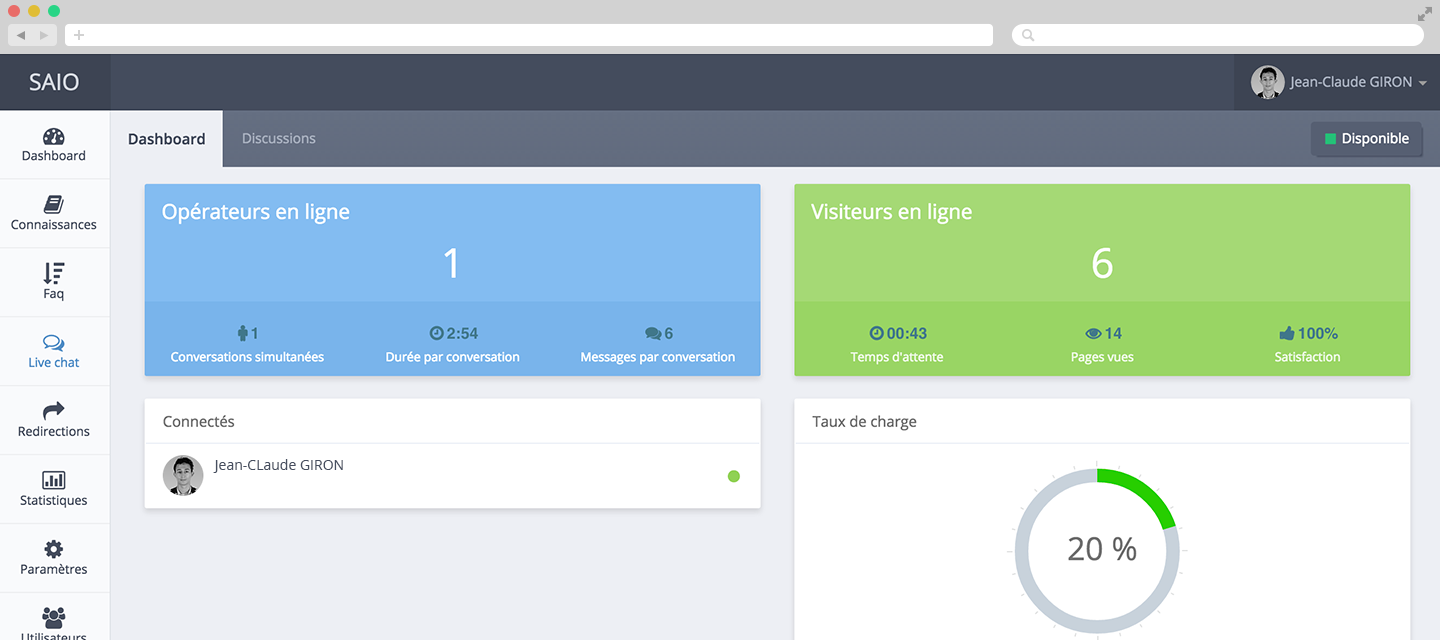 SAIO
Jean-Claude GIRON
Dashboard
Discussions
Disponible
Dashboard
Connaissances
Faq
Live chat
Redirections
Statistiques
Paramètres
Utilisateurs
Opérateurs en ligne
1
1
Conversations simultanées
2:54
Durée par conversation
6
Messages par conversation
Visiteurs en ligne
6
00:43
Temps d'attente
14
Pages vues
100%
Satisfaction
Connectés
Jean-CLaude GIRON
Taux de charge
20 %